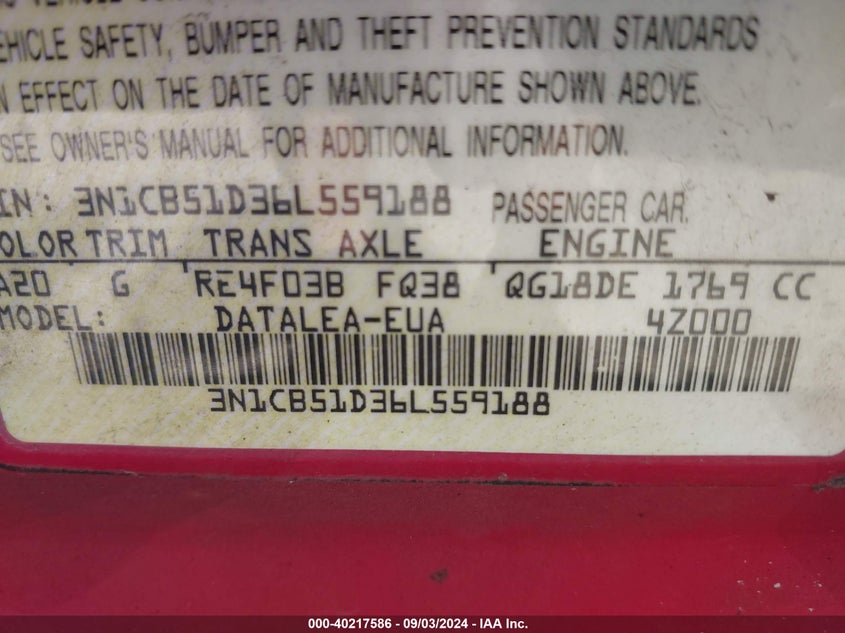 VEHICLE SAFETY, BUMPER AND THEFT PREVENTION STANDARDS
IN EFFECT ON THE DATE OF MANUFACTURE SHOWN ABOVE.
SEE OWNER'S MANUAL FOR ADDITIONAL INFORMATION.
IN: 3N1CB51D36L559188 PASSENGER CAR.
OLOR TRIM TRANS AXLE ENGINE
A20 G RE4F03B FQ38 QG18DE 1769 CC
MODEL: DATALEA-EUA 4Z000
3N1CB51D36L559188
000-40217586 - 09/03/2024 - IAA Inc.